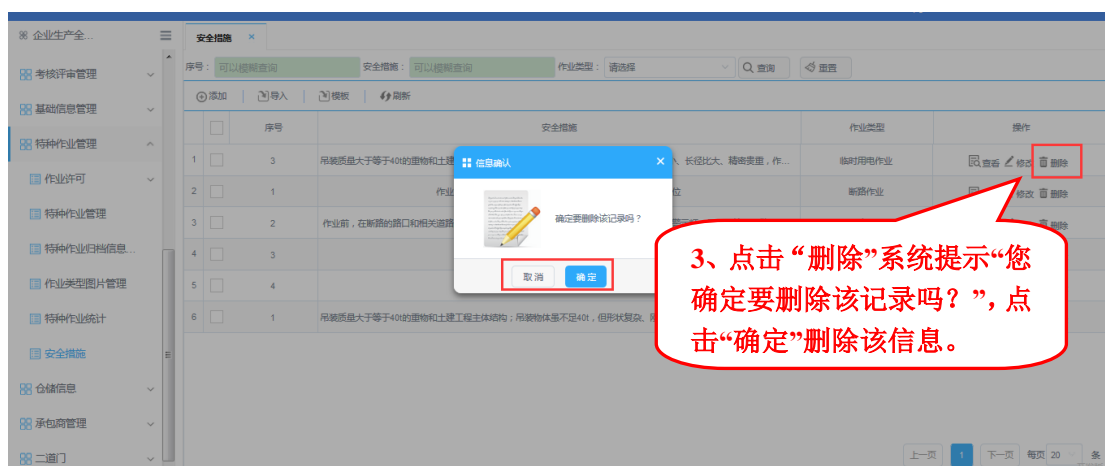 企业生产全...
安全措施 ×
考核评审管理
序号： 可以模糊查询 安全措施： 可以模糊查询 作业类型： 请选择 查询 重置
基础信息管理
添加 导入 模板 刷新
序号 安全措施 作业类型 操作
特种作业管理
1 3 吊装质量大于等于40t的重物和土建 、长径比大、精密贵重，作... 临时用电作业 查看 修改 删除
作业许可
2 1 作业 位 断路作业 修改 删除
特种作业管理
3 2 作业前，在断路的路口和相关道路 删除
特种作业归档信息...
4 3
作业类型图片管理
5 4
特种作业统计
6 1 吊装质量大于等于40t的重物和土建工程主体结构；吊装物体虽不足40t，但形状复杂、
安全措施
仓储信息
承包商管理
二道门
信息确认 ×
确定要删除该记录吗？
取消 确定
3、点击“删除”系统提示“您
确定要删除该记录吗？”，点
击“确定”删除该信息。
上一页 1 下一页 每页 20 条